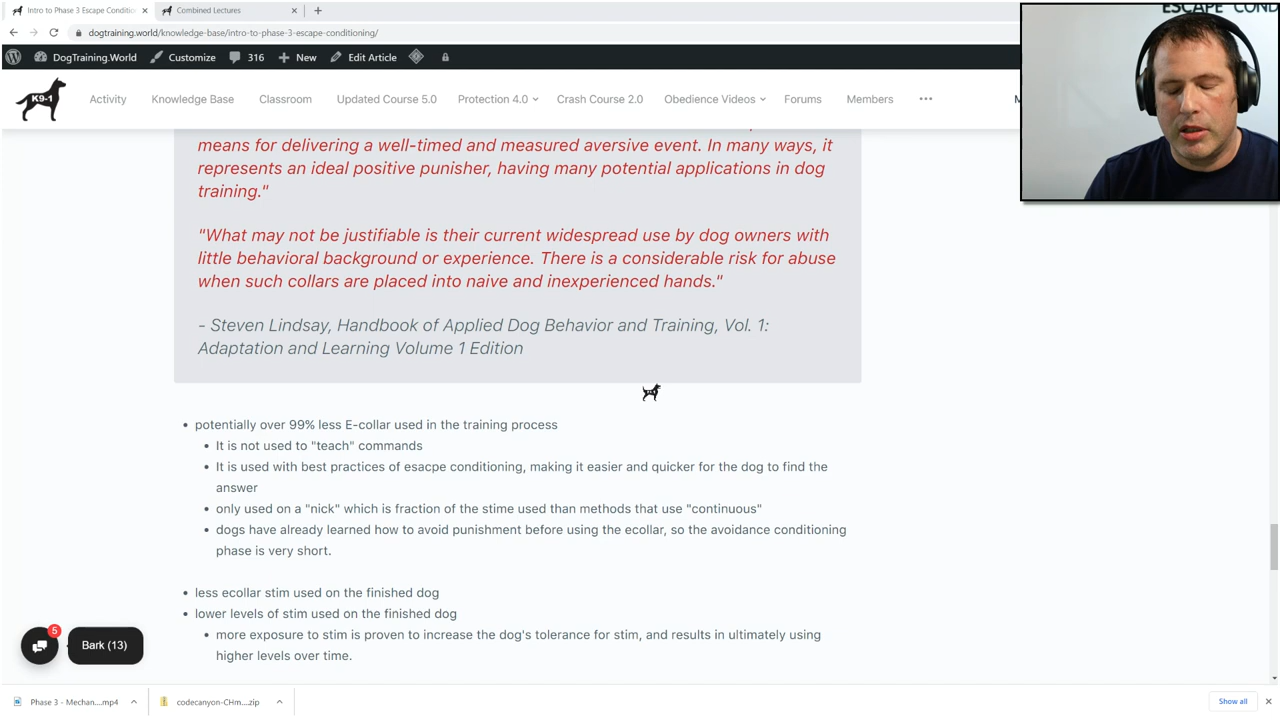 Intro to Phase 3 Escape Conditio
Combined Lectures
dogtraining.world/knowledge-base/intro-to-phase-3-escape-conditioning/
DogTraining.World
Customize
316
New
Edit Article
K9-1
Activity
Knowledge Base
Classroom
Updated Course 5.0
Protection 4.0
Crash Course 2.0
Obedience Videos
Forums
Members
M
ESCAPE COND
means for delivering a well-timed and measured aversive event. In many ways, it
represents an ideal positive punisher, having many potential applications in dog
training."
"What may not be justifiable is their current widespread use by dog owners with
little behavioral background or experience. There is a considerable risk for abuse
when such collars are placed into naive and inexperienced hands."
- Steven Lindsay, Handbook of Applied Dog Behavior and Training, Vol. 1:
Adaptation and Learning Volume 1 Edition
potentially over 99% less E-collar used in the training process
It is not used to "teach" commands
It is used with best practices of esacpe conditioning, making it easier and quicker for the dog to find the
answer
only used on a "nick" which is fraction of the stime used than methods that use "continuous"
dogs have already learned how to avoid punishment before using the ecollar, so the avoidance conditioning
phase is very short.
less ecollar stim used on the finished dog
lower levels of stim used on the finished dog
more exposure to stim is proven to increase the dog's tolerance for stim, and results in ultimately using
higher levels over time.
5
Bark (13)
Phase 3 - Mechan....mp4
codecanyon-CHm....zip
Show all